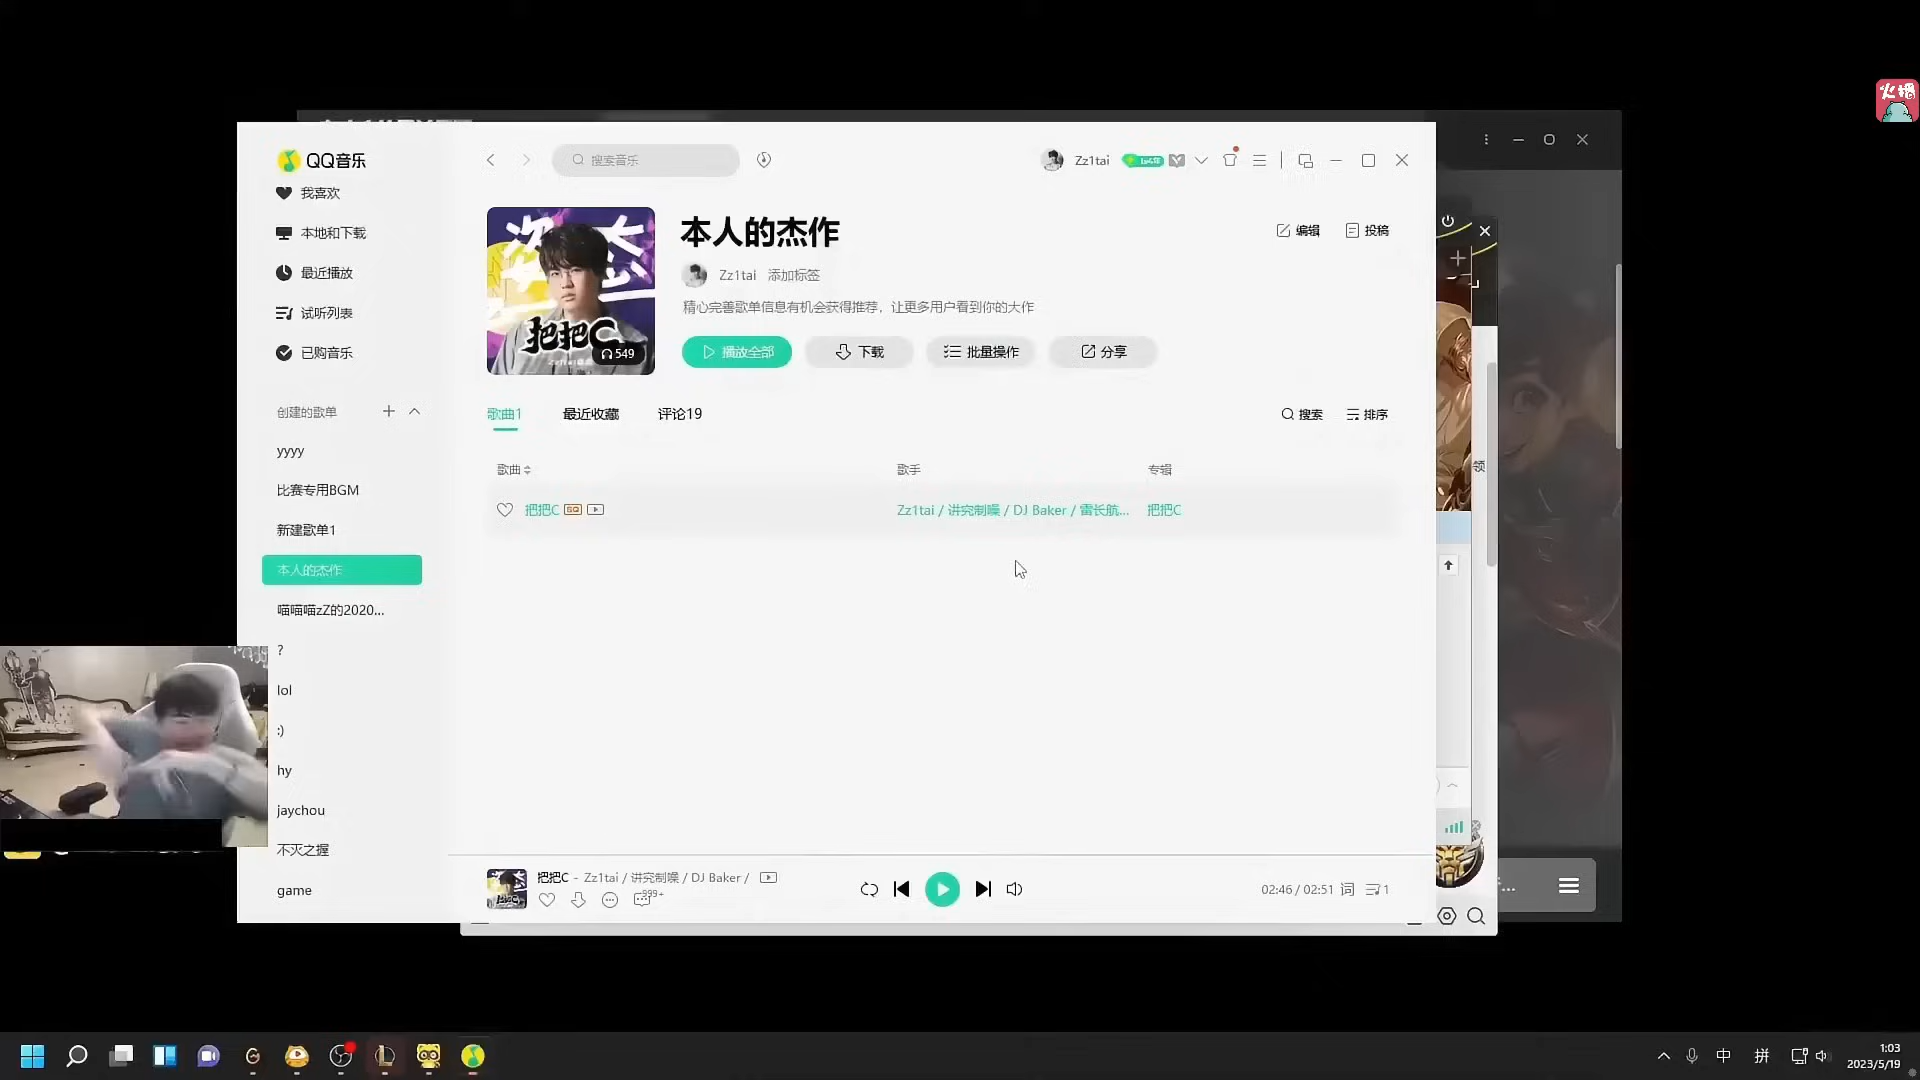 火播
QQ音乐
搜索音乐
Zz1tai
我喜欢
本地和下载
最近播放
试听列表
已购音乐
创建的歌单
yyyy
比赛专用BGM
新建歌单1
本人的杰作
喵喵喵zZ的2020...
?
lol
:)
hy
jaychou
不灭之握
game
把把C
549
本人的杰作
编辑
投稿
Zz1tai 添加标签
精心完善歌单信息有机会获得推荐，让更多用户看到你的大作
播放全部
下载
批量操作
分享
歌曲1
最近收藏
评论19
搜索
排序
歌曲
歌手
专辑
把把C SQ
Zz1tai / 讲究制噪 / DJ Baker / 雷长航...
把把C
领
把把C - Zz1tai / 讲究制噪 / DJ Baker /
999+
02:46 / 02:51 词 1
中
拼
1:03
2023/5/19